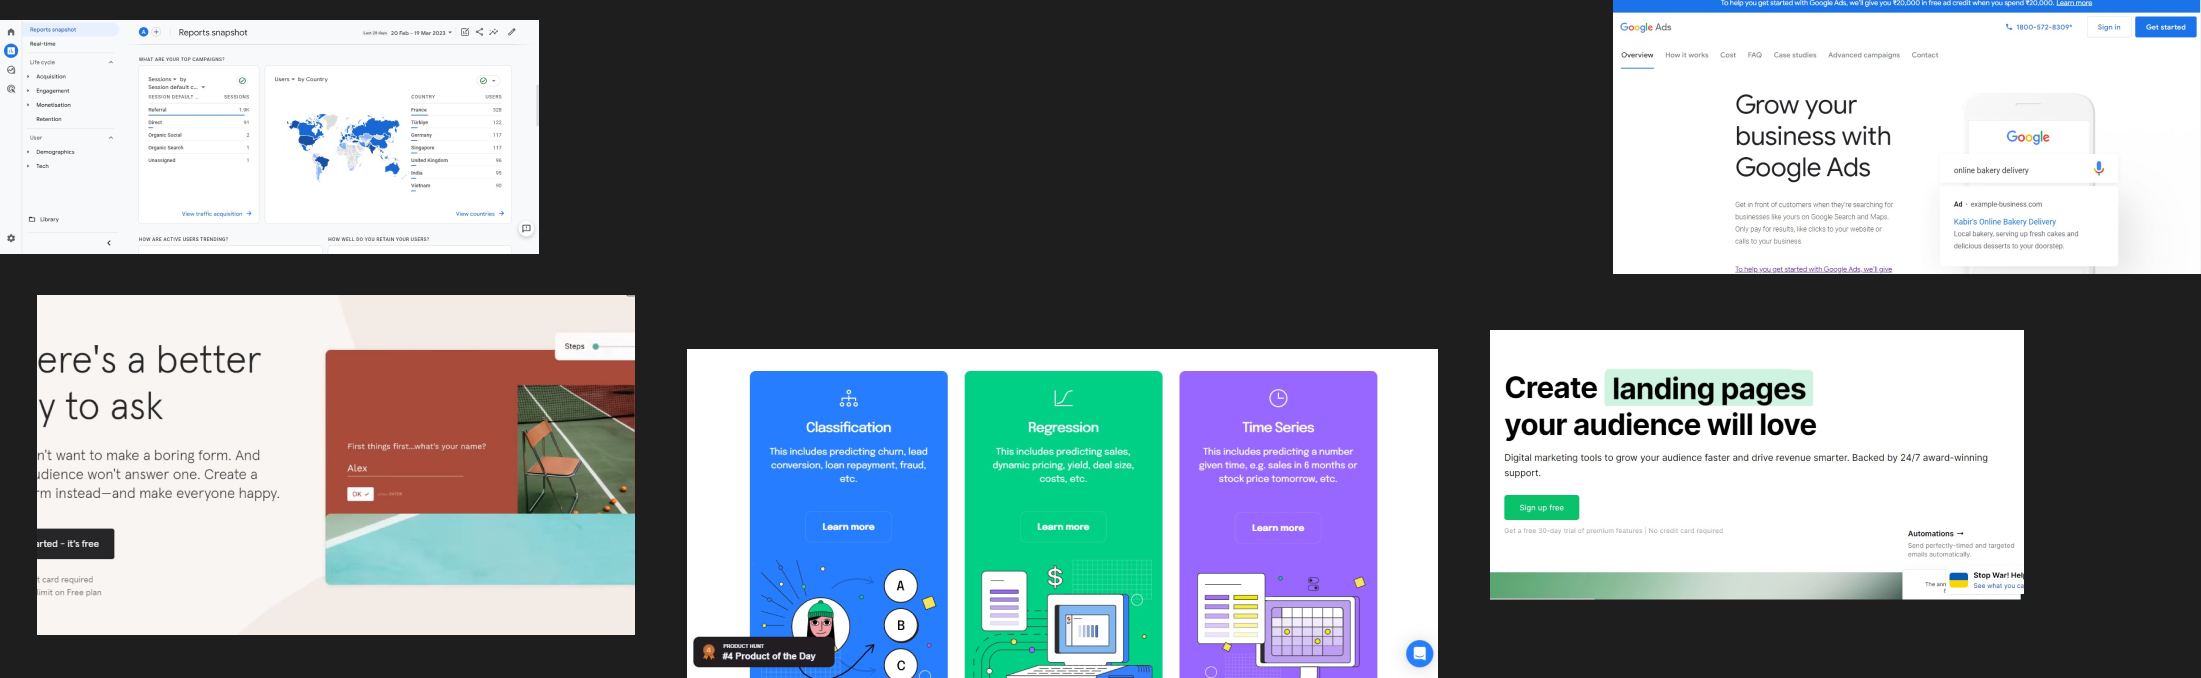 Reports snapshot
Real-time
Life cycle
Acquisition
Engagement
Monetisation
Retention
User
Demographics
Tech
Library
A
Reports snapshot
Last 28 days 20 Feb - 19 Mar 2023
WHAT ARE YOUR TOP CAMPAIGNS?
Sessions by
Session default c...
SESSION DEFAULT ... SESSIONS
Referral 1.9K
Direct 91
Organic Social 2
Organic Search 1
Unassigned 1
View traffic acquisition →
Users by Country
COUNTRY USERS
France 328
Türkiye 122
Germany 117
Singapore 117
United Kingdom 96
India 95
Vietnam 90
View countries →
HOW ARE ACTIVE USERS TRENDING?
HOW WELL DO YOU RETAIN YOUR USERS?
To help you get started with Google Ads, we'll give you ₹20,000 in free ad credit when you spend ₹20,000. Learn more
Google Ads
1800-572-8309*
Sign in
Get started
Overview How it works Cost FAQ Case studies Advanced campaigns Contact
Grow your
business with
Google Ads
Get in front of customers when they're searching for
businesses like yours on Google Search and Maps.
Only pay for results, like clicks to your website or
calls to your business.
To help you get started with Google Ads, we'll give
Google
online bakery delivery
Ad · example-business.com
Kabir's Online Bakery Delivery
Local bakery, serving up fresh cakes and
delicious desserts to your doorstep.
ere's a better
y to ask
n't want to make a boring form. And
udience won't answer one. Create a
rm instead—and make everyone happy.
arted - it's free
t card required
limit on Free plan
Steps
First things first...what's your name?
Alex
OK ✓
Classification
This includes predicting churn, lead
conversion, loan repayment, fraud,
etc.
Learn more
A
B
C
PRODUCT HUNT
#4 Product of the Day
4
Regression
This includes predicting sales,
dynamic pricing, yield, deal size,
costs, etc.
Learn more
$
Time Series
This includes predicting a number
given time, e.g. sales in 6 months or
stock price tomorrow, etc.
Learn more
Create landing pages
your audience will love
Digital marketing tools to grow your audience faster and drive revenue smarter. Backed by 24/7 award-winning
support.
Sign up free
Get a free 30-day trial of premium features | No credit card required
Automations →
Send perfectly-timed and targeted
emails automatically.
The ann
Stop War! Help
See what you ca